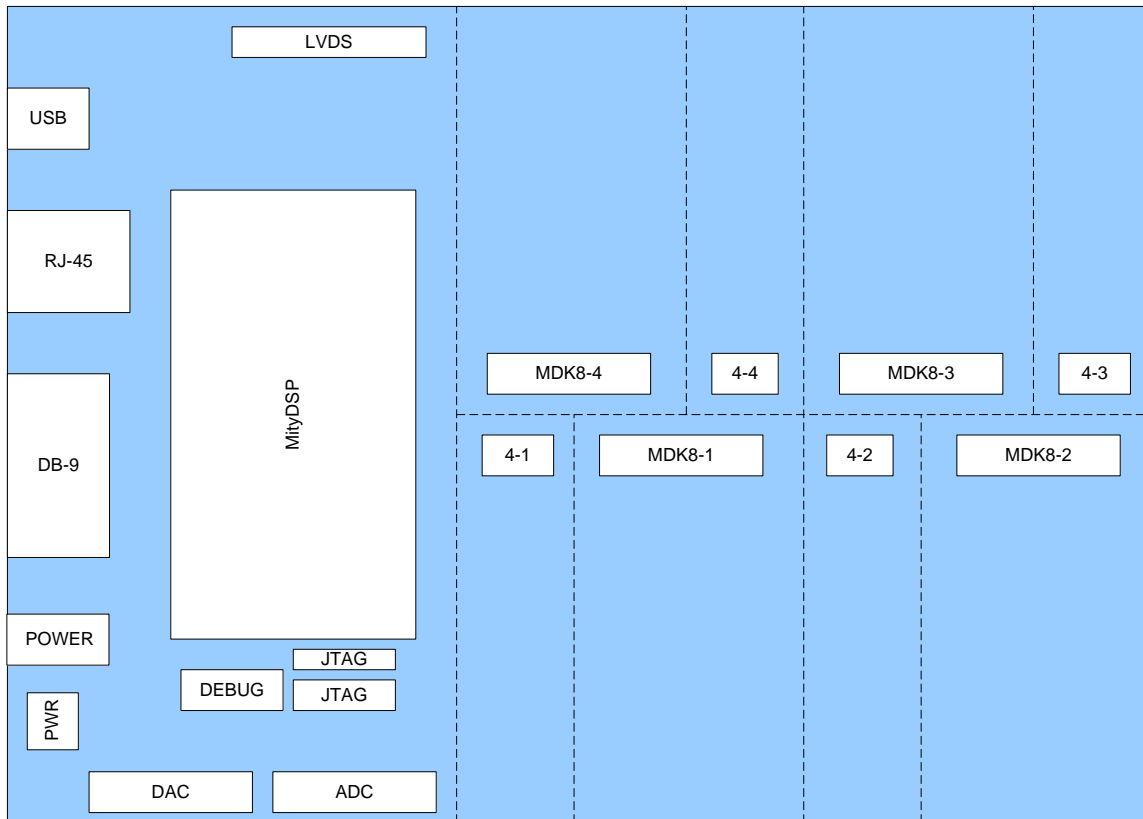 LVDS
USB
RJ-45
MityDSP
MDK8-4
4-4
MDK8-3
4-3
DB-9
4-1
MDK8-1
4-2
MDK8-2
POWER
JTAG
DEBUG
JTAG
PWR
DAC
ADC